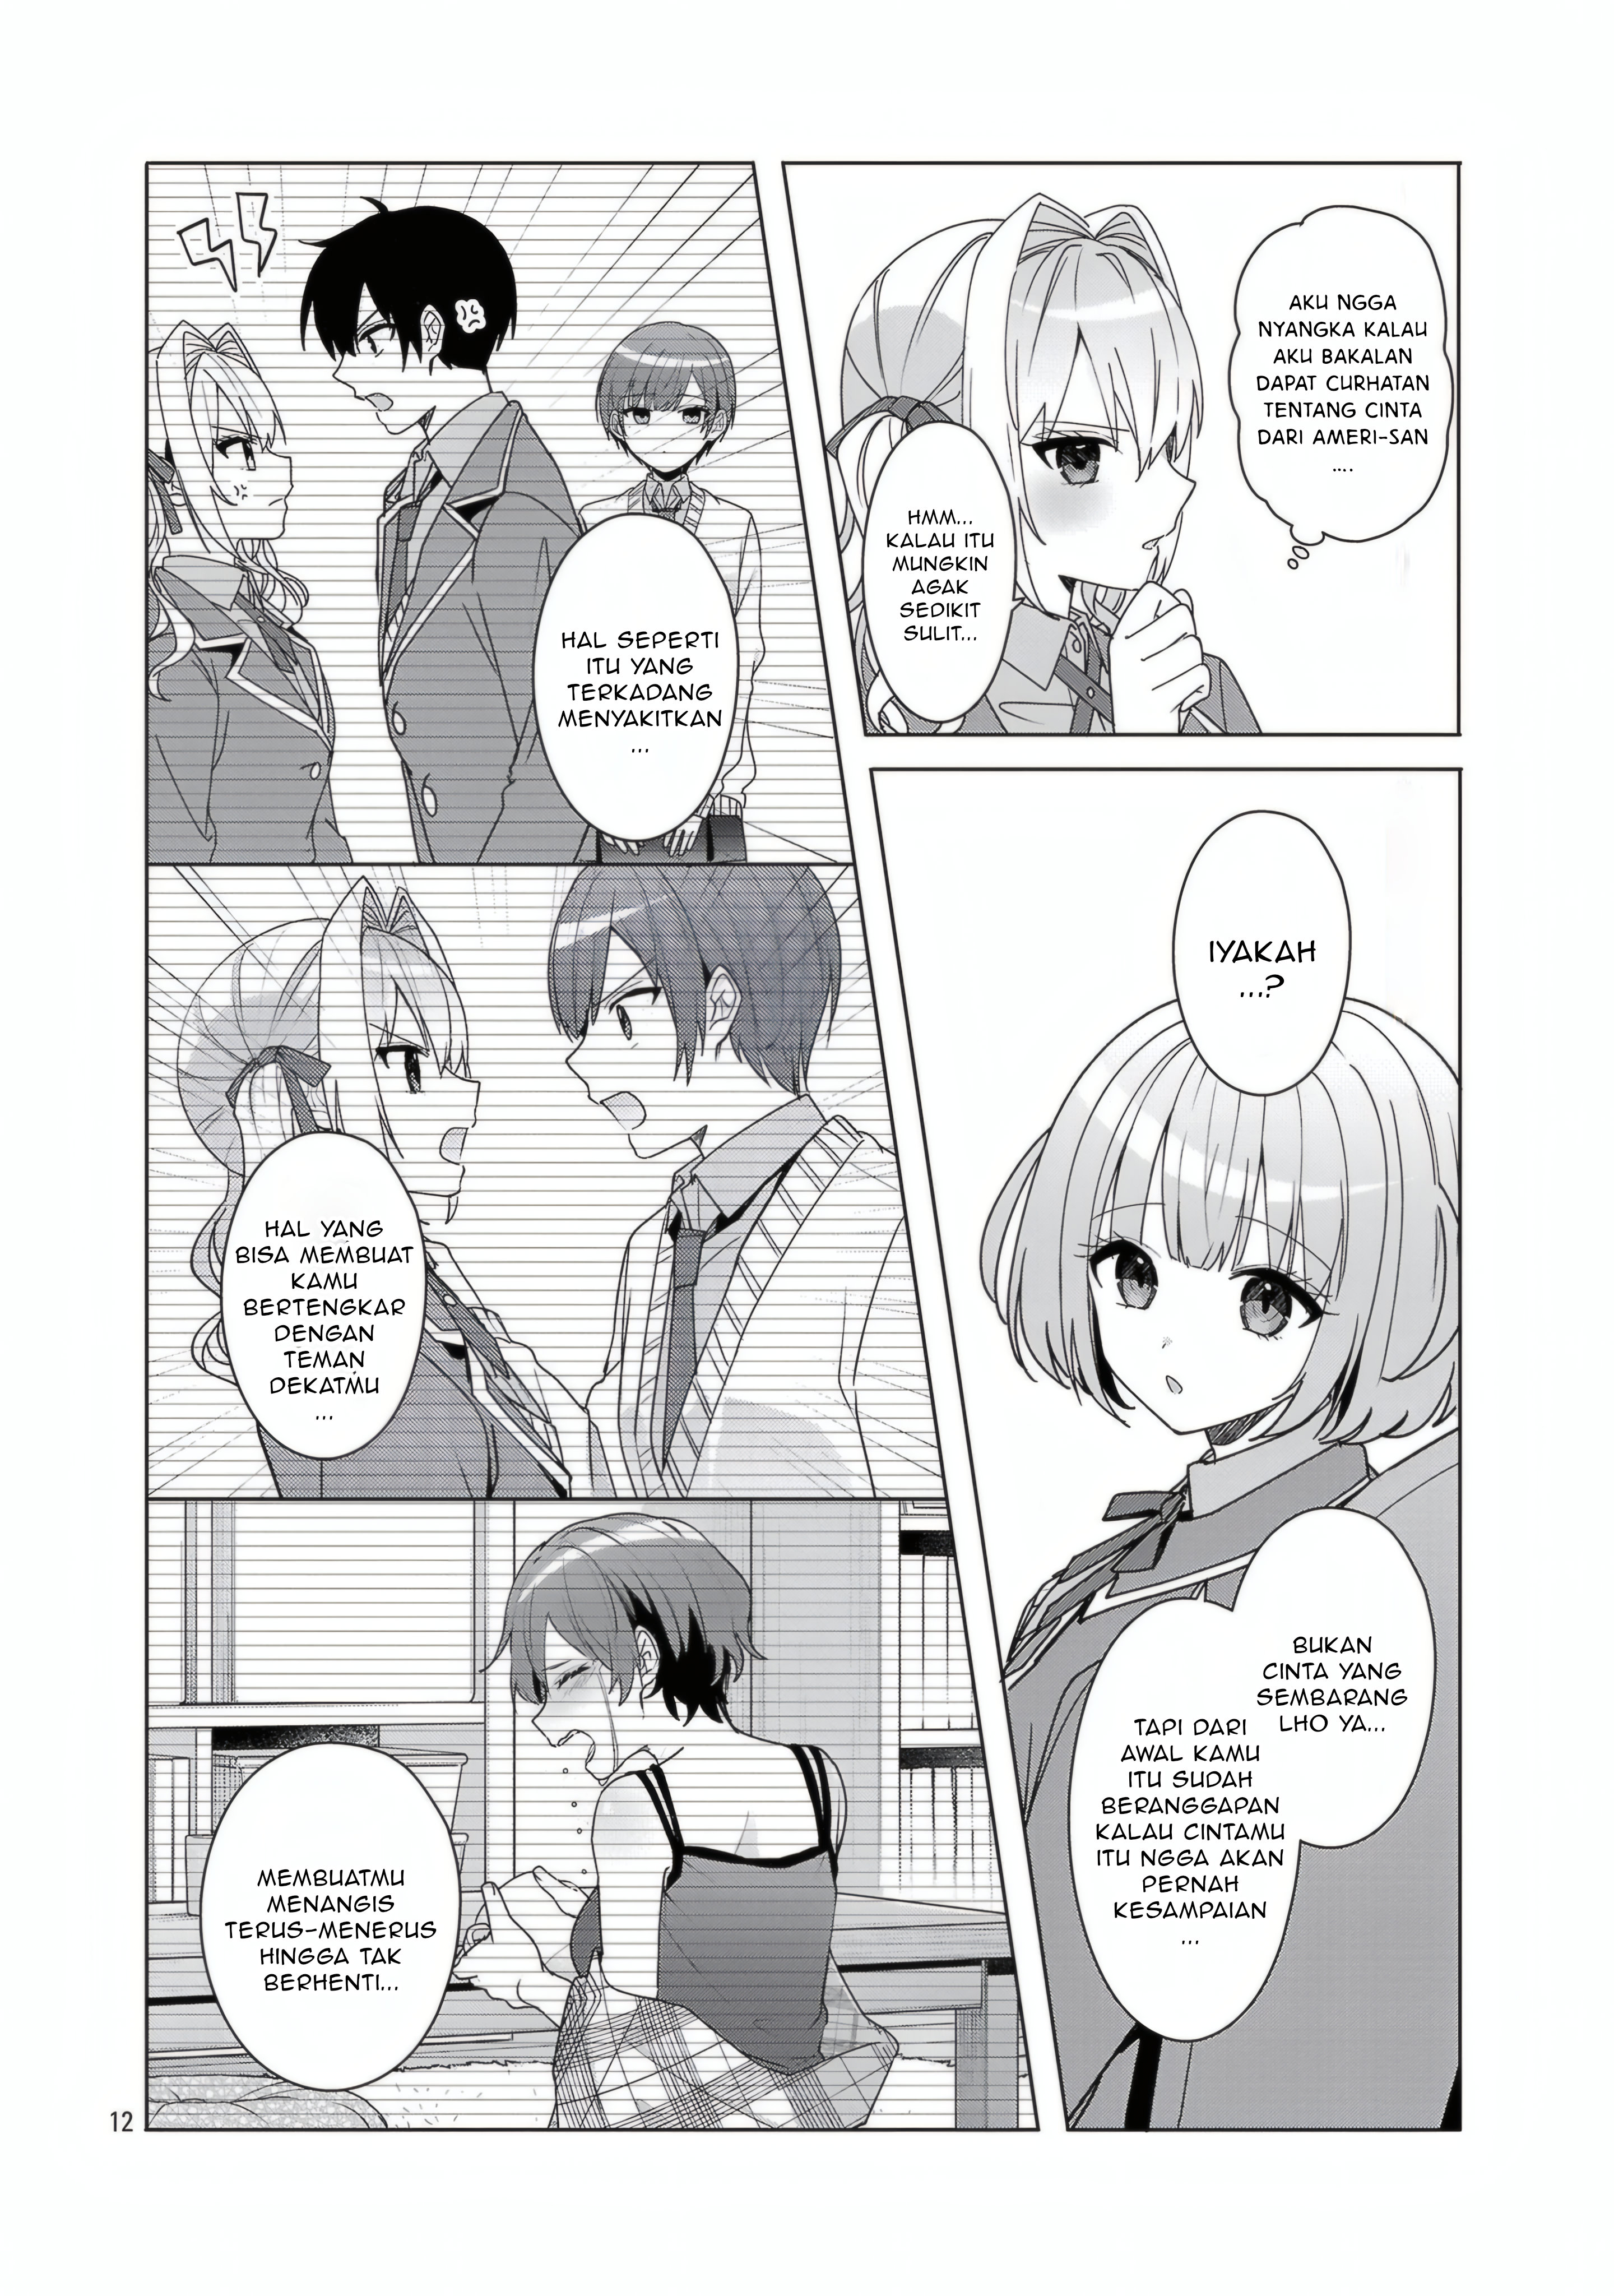 AKU NGGA
NYANGKA KALAU
AKU BAKALAN
DAPAT CURHATAN
TENTANG CINTA
DARI AMERI-SAN
....
HMM...
KALAU ITU
MUNGKIN
AGAK
SEDIKIT
SULIT...
IYAKAH
...?
BUKAN
CINTA YANG
SEMBARANG
LHO YA...
TAPI DARI
AWAL KAMU
ITU SUDAH
BERANGGAPAN
KALAU CINTAMU
ITU NGGA AKAN
PERNAH
KESAMPAIAN
...
HAL SEPERTI
ITU YANG
TERKADANG
MENYAKITKAN
...
HAL YANG
BISA MEMBUAT
KAMU
BERTENGKAR
DENGAN
TEMAN
DEKATMU
...
MEMBUATMU
MENANGIS
TERUS-MENERUS
HINGGA TAK
BERHENTI...
12